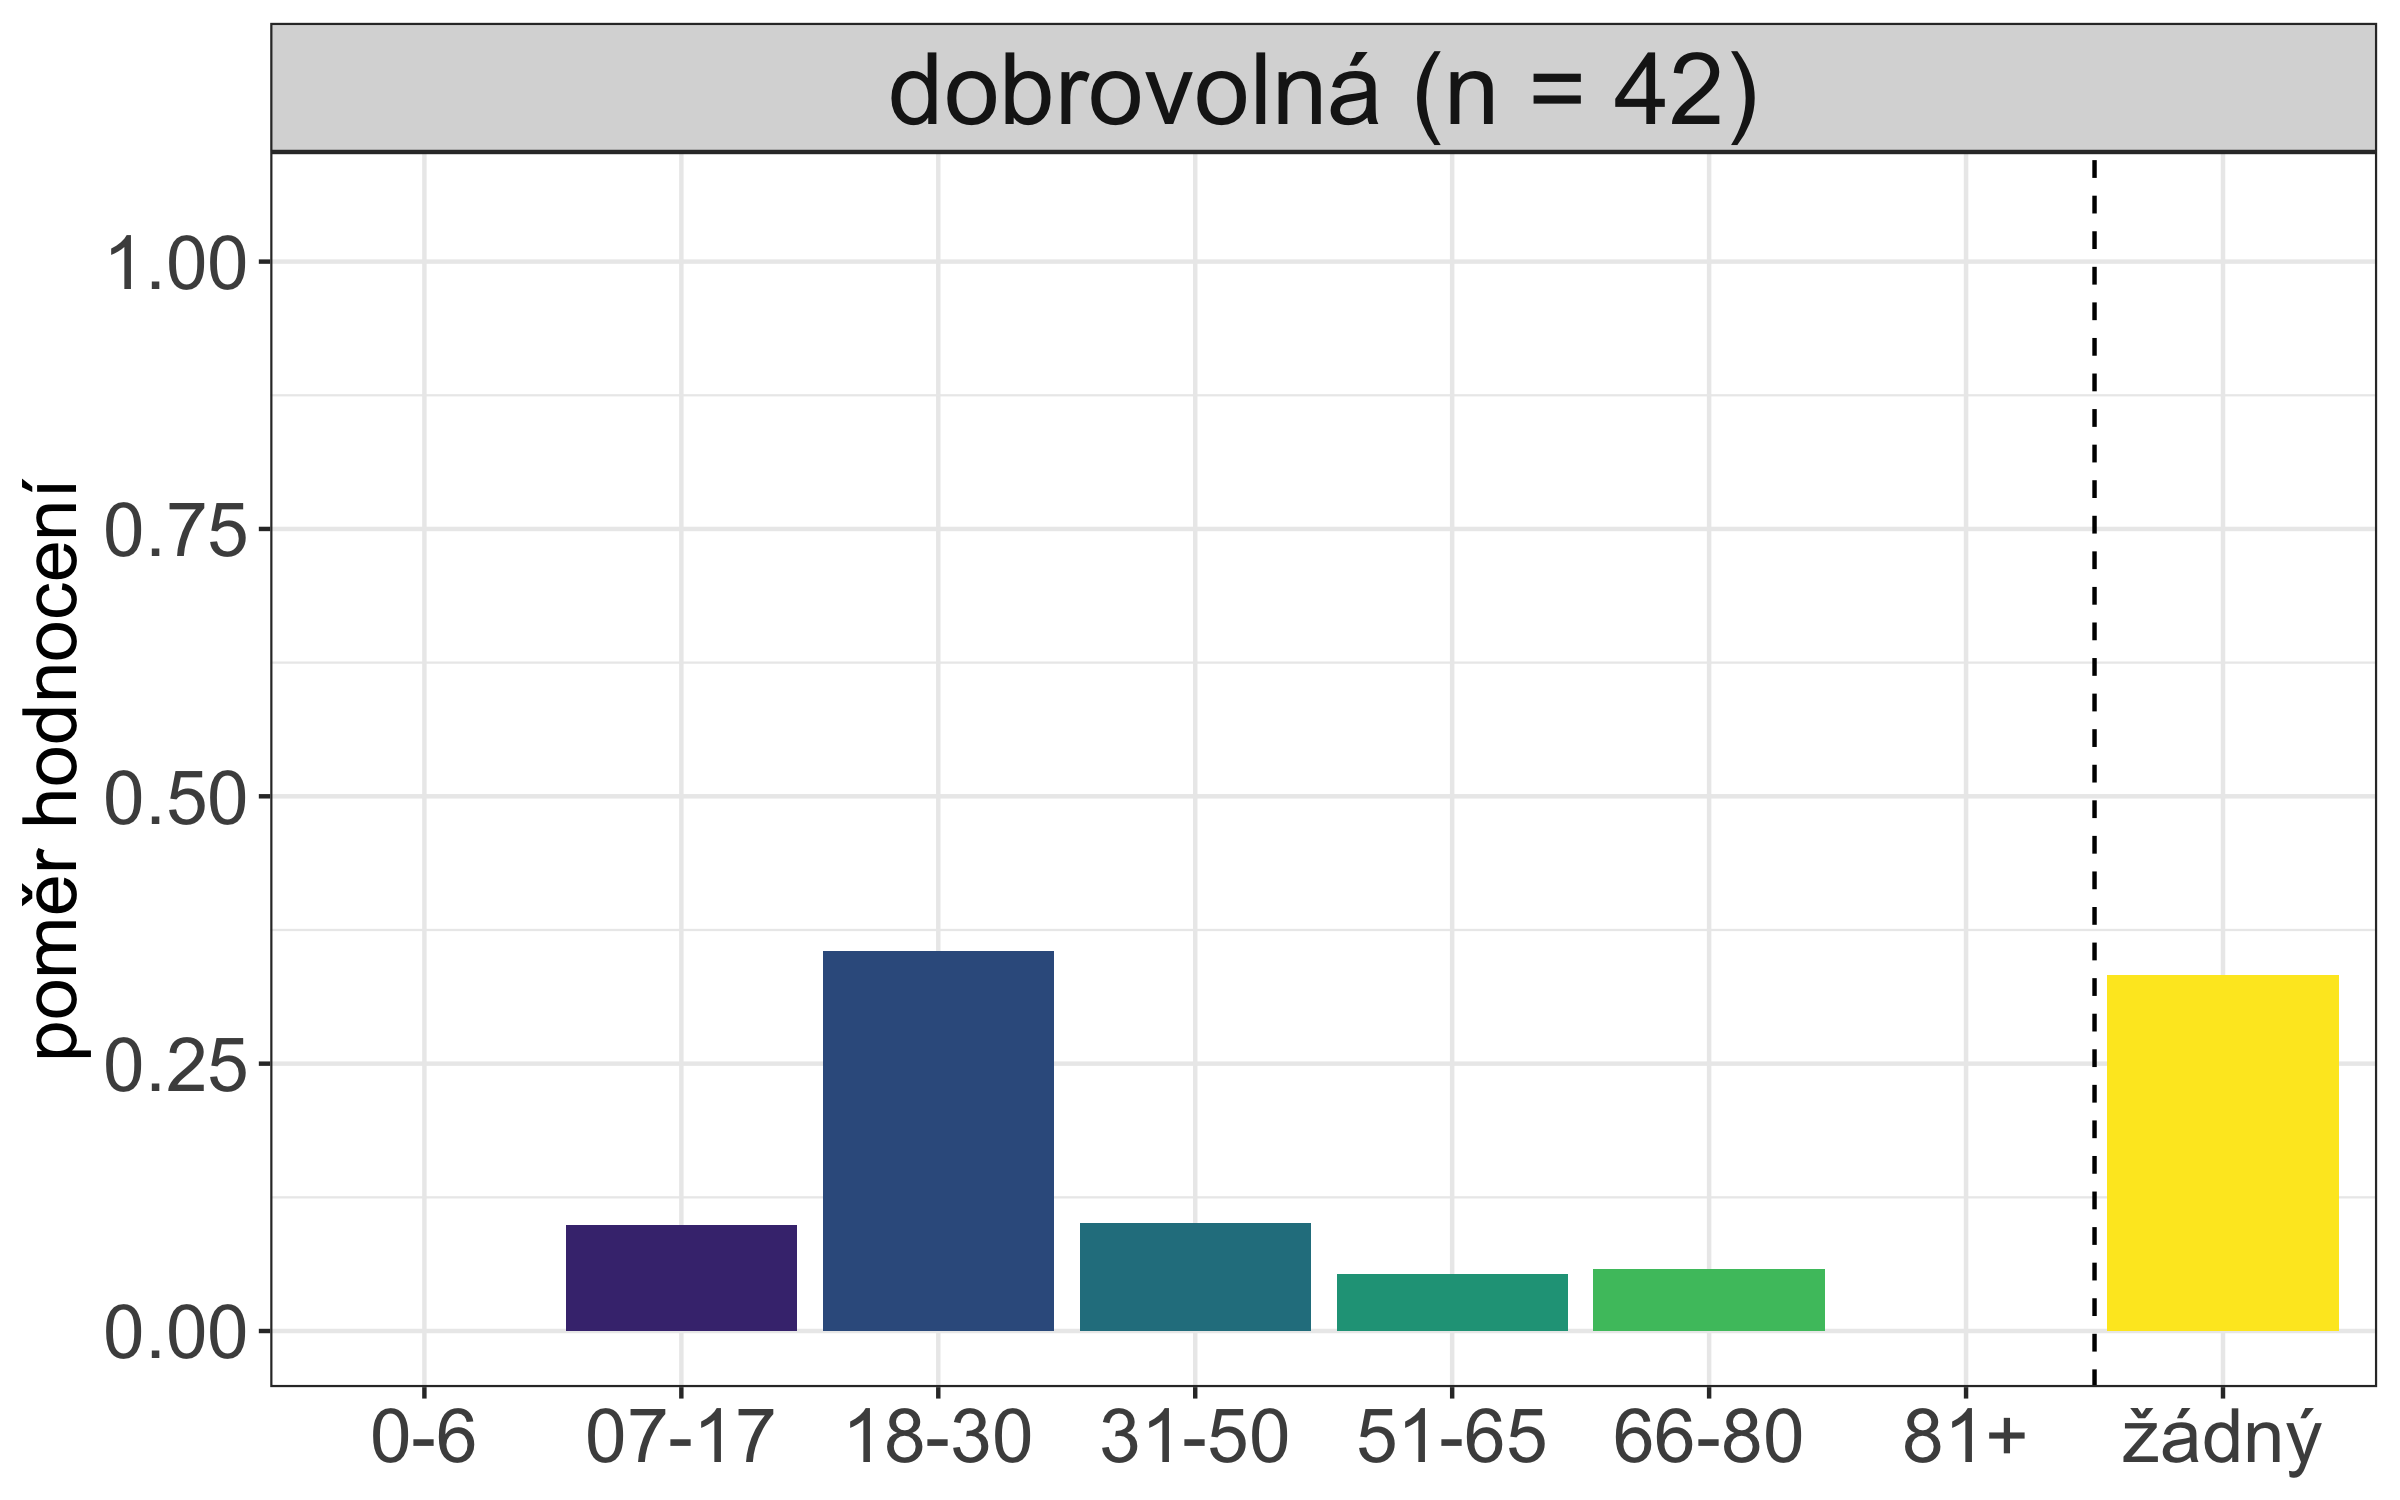 dobrovolná (n = 42)
poměr hodnocení
1.00
0.75
0.50
0.25
0.00
0-6 07-17 18-30 31-50 51-65 66-80 81+ žádný